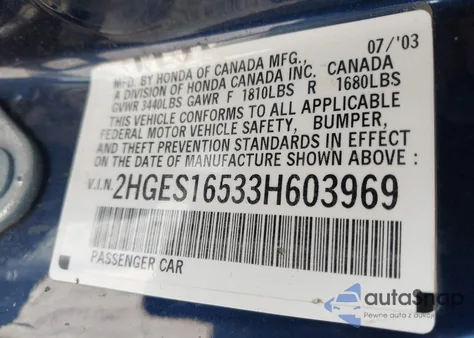 07/'03
MFD. BY HONDA OF CANADA MFG.,
A DIVISION OF HONDA CANADA INC. CANADA
GVWR 3440LBS GAWR F 1810LBS R 1680LBS
THIS VEHICLE CONFORMS TO ALL APPLICABLE
FEDERAL MOTOR VEHICLE SAFETY, BUMPER,
AND THEFT PREVENTION STANDARDS IN EFFECT
ON THE DATE OF MANUFACTURE SHOWN ABOVE :
V.I.N. 2HGES16533H603969
PASSENGER CAR
autaSnap
Pewne auta z aukcji